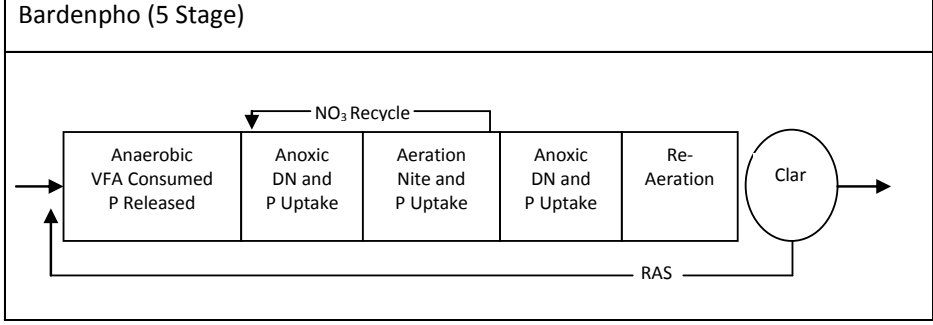 Bardenpho (5 Stage)
NO₃ Recycle
Anaerobic
VFA Consumed
P Released
Anoxic
DN and
P Uptake
Aeration
Nite and
P Uptake
Anoxic
DN and
P Uptake
Re-
Aeration
Clar
RAS